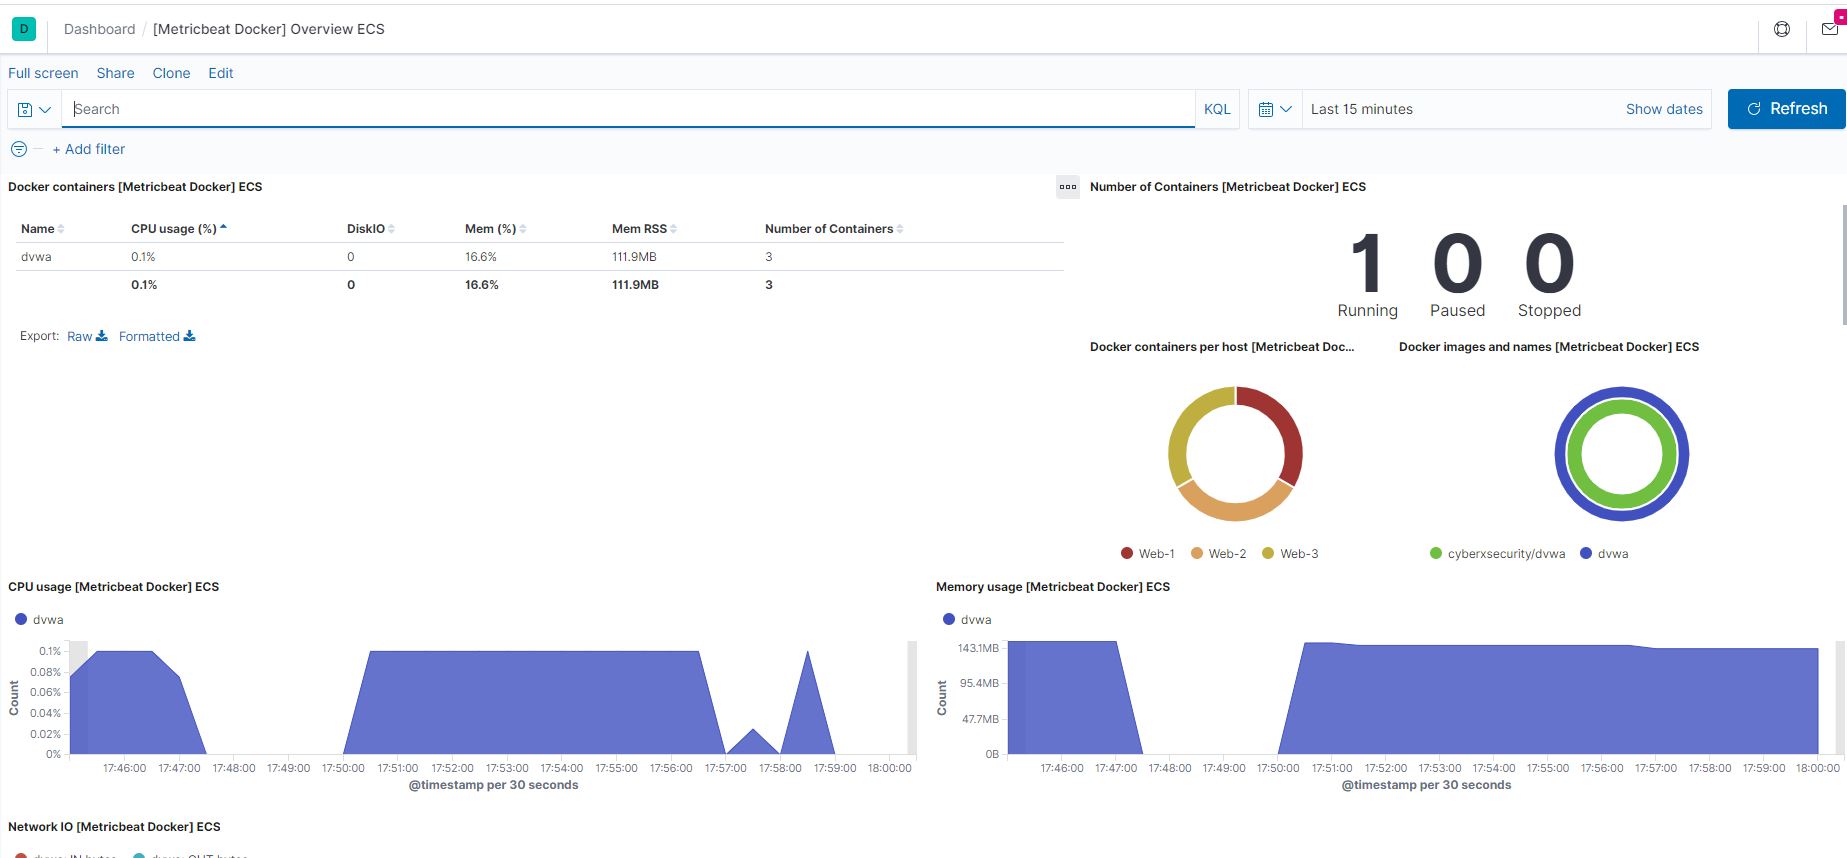 D Dashboard / [Metricbeat Docker] Overview ECS
Full screen Share Clone Edit
Search KQL Last 15 minutes Show dates Refresh
+ Add filter
Docker containers [Metricbeat Docker] ECS
Name CPU usage (%) DiskIO Mem (%) Mem RSS Number of Containers
dvwa 0.1% 0 16.6% 111.9MB 3
0.1% 0 16.6% 111.9MB 3
Export: Raw Formatted
Number of Containers [Metricbeat Docker] ECS
1 0 0
Running Paused Stopped
Docker containers per host [Metricbeat Doc...
Web-1 Web-2 Web-3
Docker images and names [Metricbeat Docker] ECS
cyberxsecurity/dvwa dvwa
CPU usage [Metricbeat Docker] ECS
dvwa
0.1%
0.08%
0.06%
0.04%
0.02%
0%
Count
17:46:00 17:47:00 17:48:00 17:49:00 17:50:00 17:51:00 17:52:00 17:53:00 17:54:00 17:55:00 17:56:00 17:57:00 17:58:00 17:59:00 18:00:00
@timestamp per 30 seconds
Memory usage [Metricbeat Docker] ECS
dvwa
143.1MB
95.4MB
47.7MB
0B
Count
17:46:00 17:47:00 17:48:00 17:49:00 17:50:00 17:51:00 17:52:00 17:53:00 17:54:00 17:55:00 17:56:00 17:57:00 17:58:00 17:59:00 18:00:00
@timestamp per 30 seconds
Network IO [Metricbeat Docker] ECS